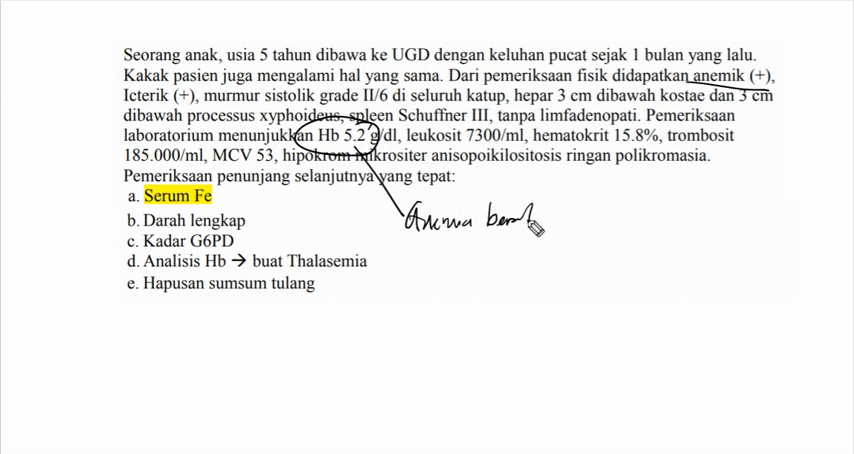 Seorang anak, usia 5 tahun dibawa ke UGD dengan keluhan pucat sejak 1 bulan yang lalu.
Kakak pasien juga mengalami hal yang sama. Dari pemeriksaan fisik didapatkan anemik (+),
Icterik (+), murmur sistolik grade II/6 di seluruh katup, hepar 3 cm dibawah kostae dan 3 cm
dibawah processus xyphoideus, spleen Schuffner III, tanpa limfadenopati. Pemeriksaan
laboratorium menunjukkan Hb 5.2 g/dl, leukosit 7300/ml, hematokrit 15.8%, trombosit
185.000/ml, MCV 53, hipokrom mikrositer anisopoikilositosis ringan polikromasia.
Pemeriksaan penunjang selanjutnya yang tepat:
a. Serum Fe
b. Darah lengkap
Anemia berat
c. Kadar G6PD
d. Analisis Hb → buat Thalasemia
e. Hapusan sumsum tulang